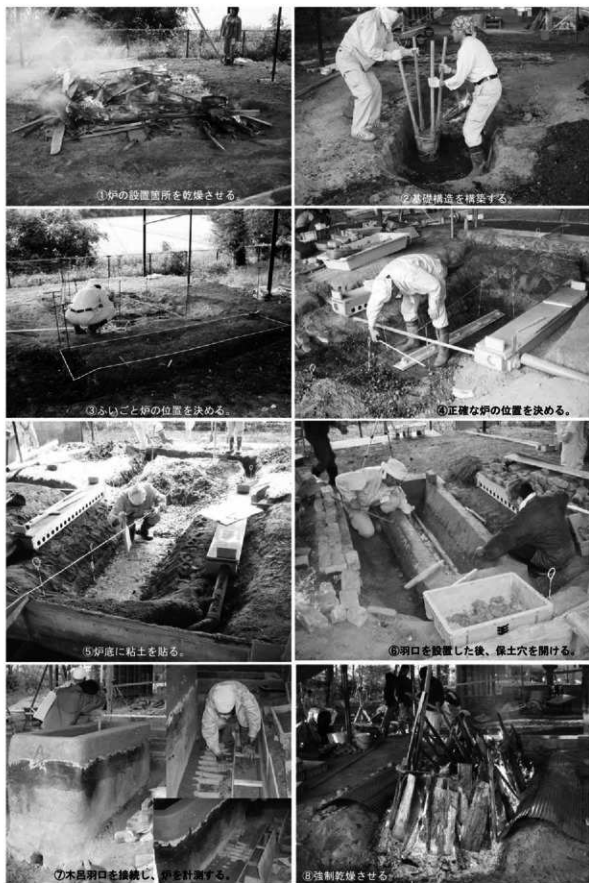 ①炉の設置箇所を乾燥させる。
②基礎構造を構築する。
③ふいごと炉の位置を決める。
④正確な炉の位置を決める。
⑤炉底に粘土を貼る。
⑥羽口を設置した後、保土穴を開ける。
⑦木呂羽口を接続し、炉を計測する。
⑧強制乾燥させる。